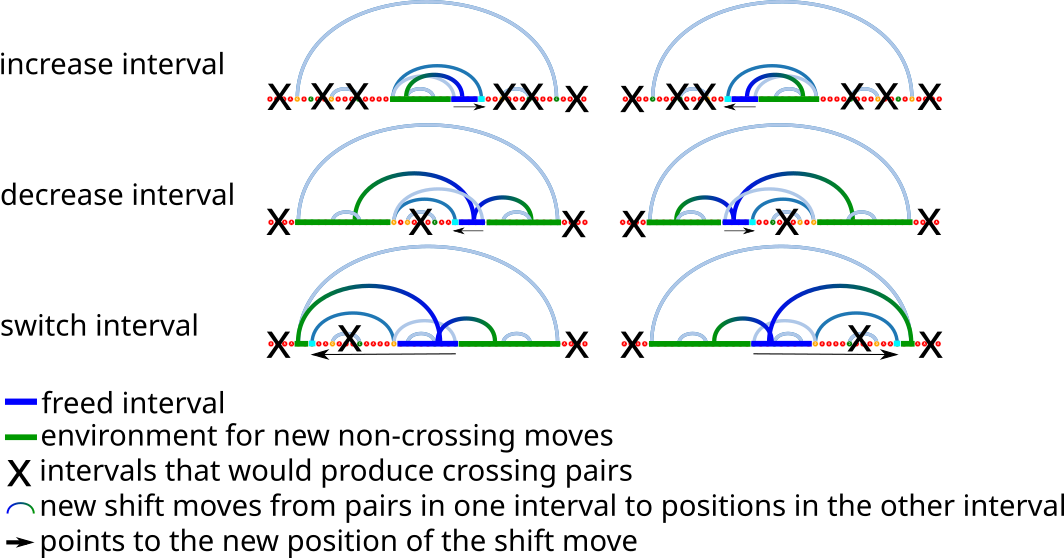 increase interval
X X X X X X
X X X X X X
decrease interval
X X X
X X X
switch interval
X X X
X X X
freed interval
environment for new non-crossing moves
X intervals that would produce crossing pairs
new shift moves from pairs in one interval to positions in the other interval
points to the new position of the shift move